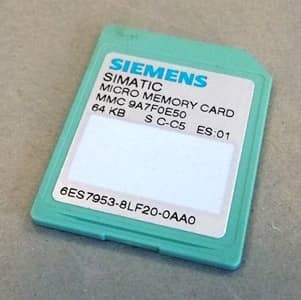 SIEMENS
SIMATIC
MICRO MEMORY CARD
MMC 9A7F0E50
64 KB S C-C5 ES:01
6ES7953-8LF20-0AA0